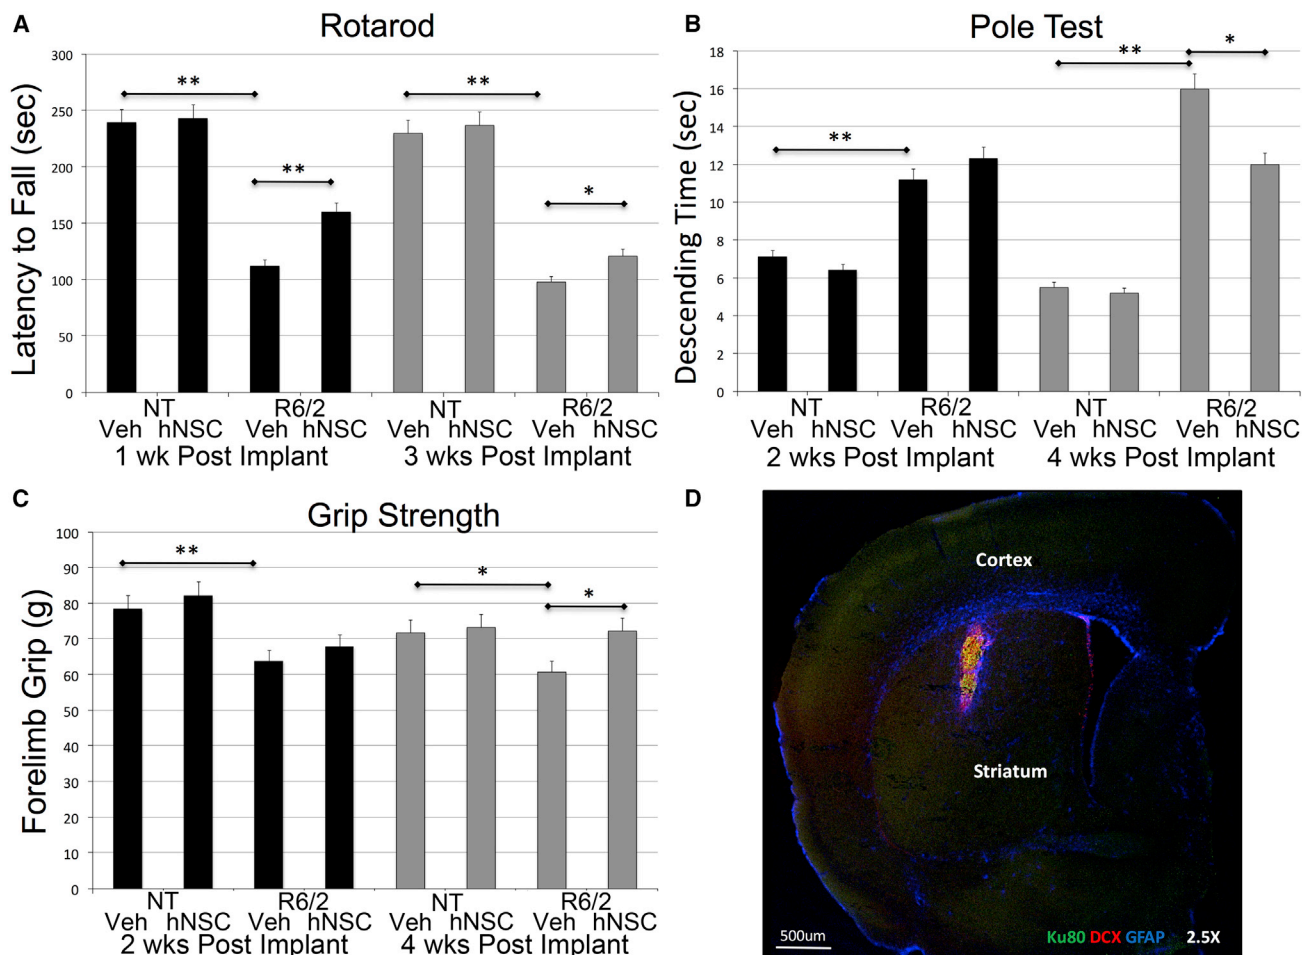 A
Rotarod
Latency to Fall (sec)
300
250
200
150
100
50
0
**
**
**
*
NT
R6/2
NT
R6/2
Veh hNSC Veh hNSC Veh hNSC Veh hNSC
1 wk Post Implant
3 wks Post Implant
B
Pole Test
Descending Time (sec)
18
16
14
12
10
8
6
4
2
0
**
**
*
NT
R6/2
NT
R6/2
Veh hNSC Veh hNSC Veh hNSC Veh hNSC
2 wks Post Implant
4 wks Post Implant
C
Grip Strength
Forelimb Grip (g)
100
90
80
70
60
50
40
30
20
10
0
**
*
*
NT
R6/2
NT
R6/2
Veh hNSC Veh hNSC Veh hNSC Veh hNSC
2 wks Post Implant
4 wks Post Implant
D
Cortex
Striatum
500um
Ku80 DCX GFAP 2.5X